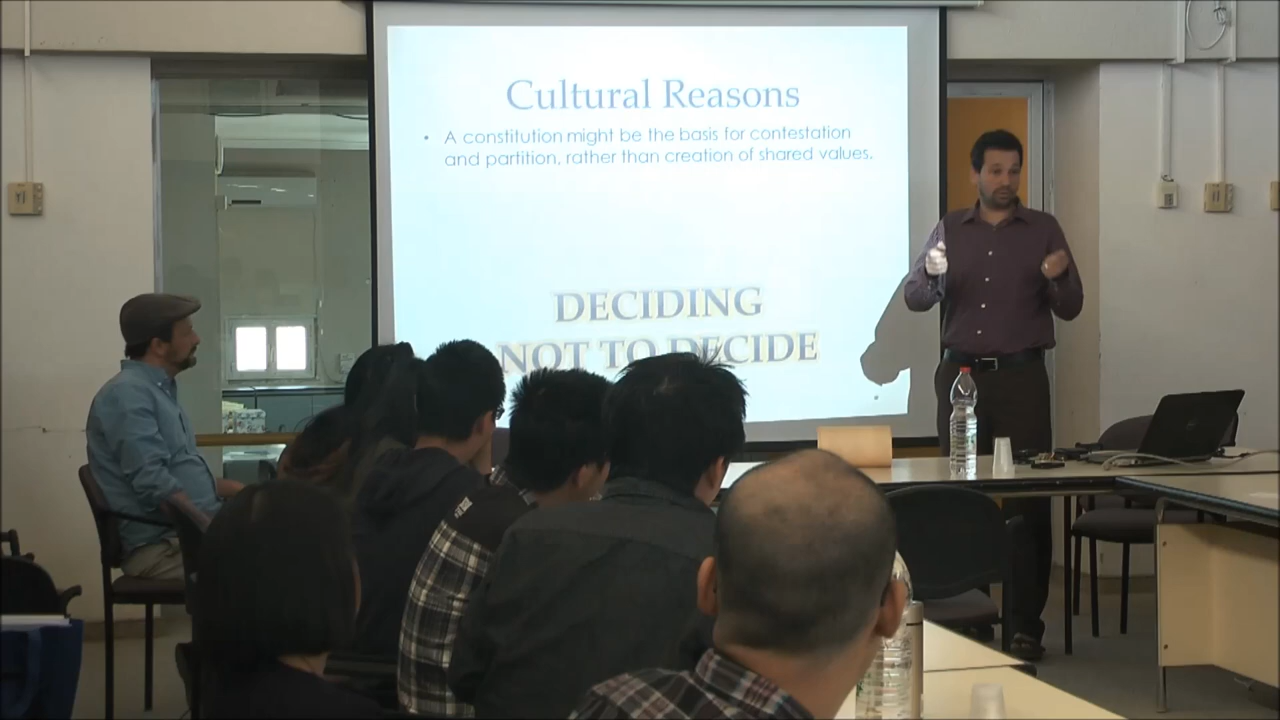 Cultural Reasons
• A constitution might be the basis for contestation
and partition, rather than creation of shared values.
DECIDING
NOT TO DECIDE